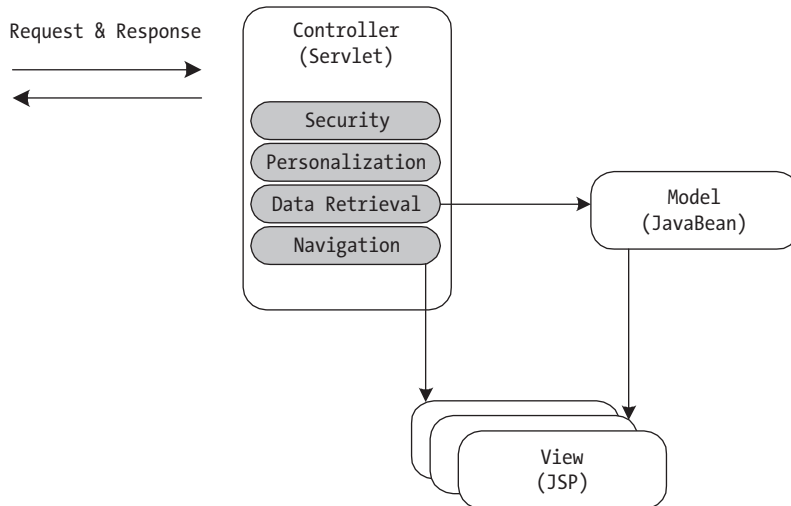 Request & Response
Controller
(Servlet)
Security
Personalization
Data Retrieval
Navigation
Model
(JavaBean)
View
(JSP)